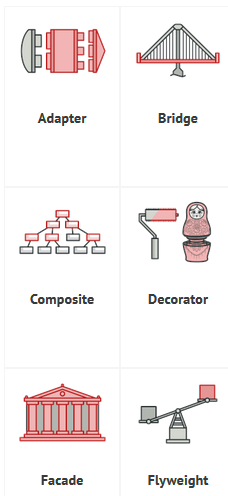 Adapter
Bridge
Composite
Decorator
Facade
Flyweight